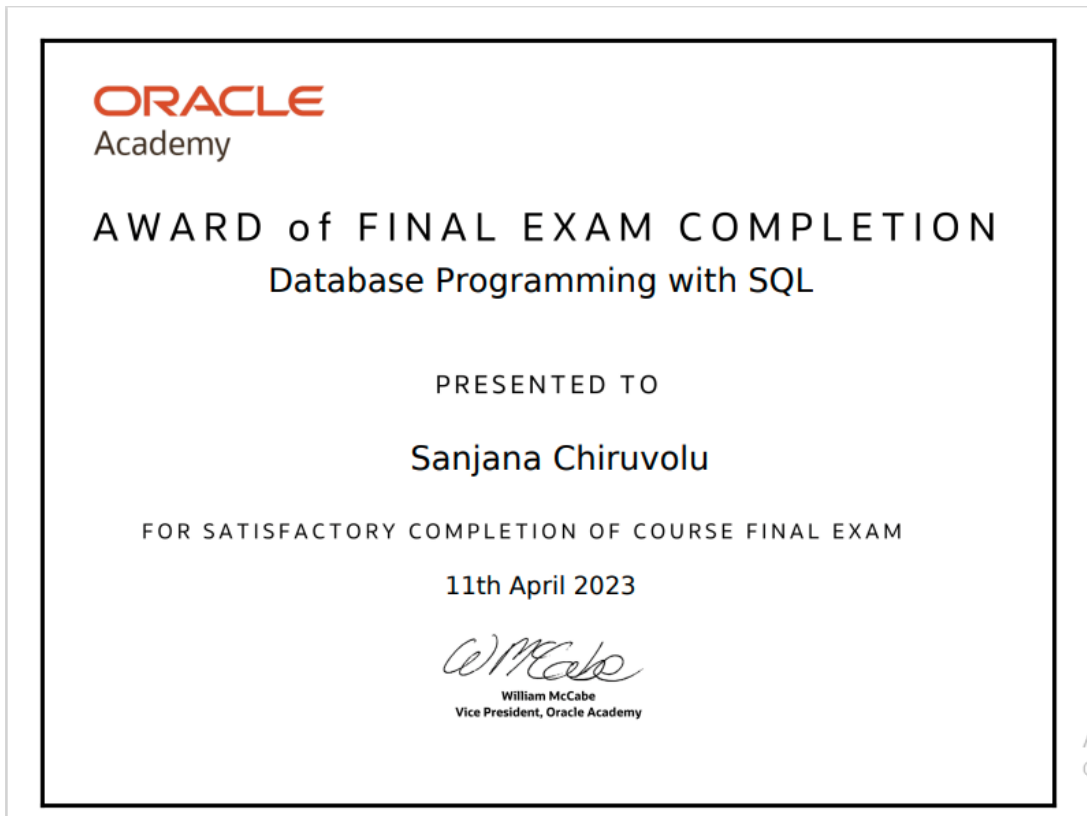 ORACLE
Academy
AWARD of FINAL EXAM COMPLETION
Database Programming with SQL
PRESENTED TO
Sanjana Chiruvolu
FOR SATISFACTORY COMPLETION OF COURSE FINAL EXAM
11th April 2023
W McCabe
William McCabe
Vice President, Oracle Academy